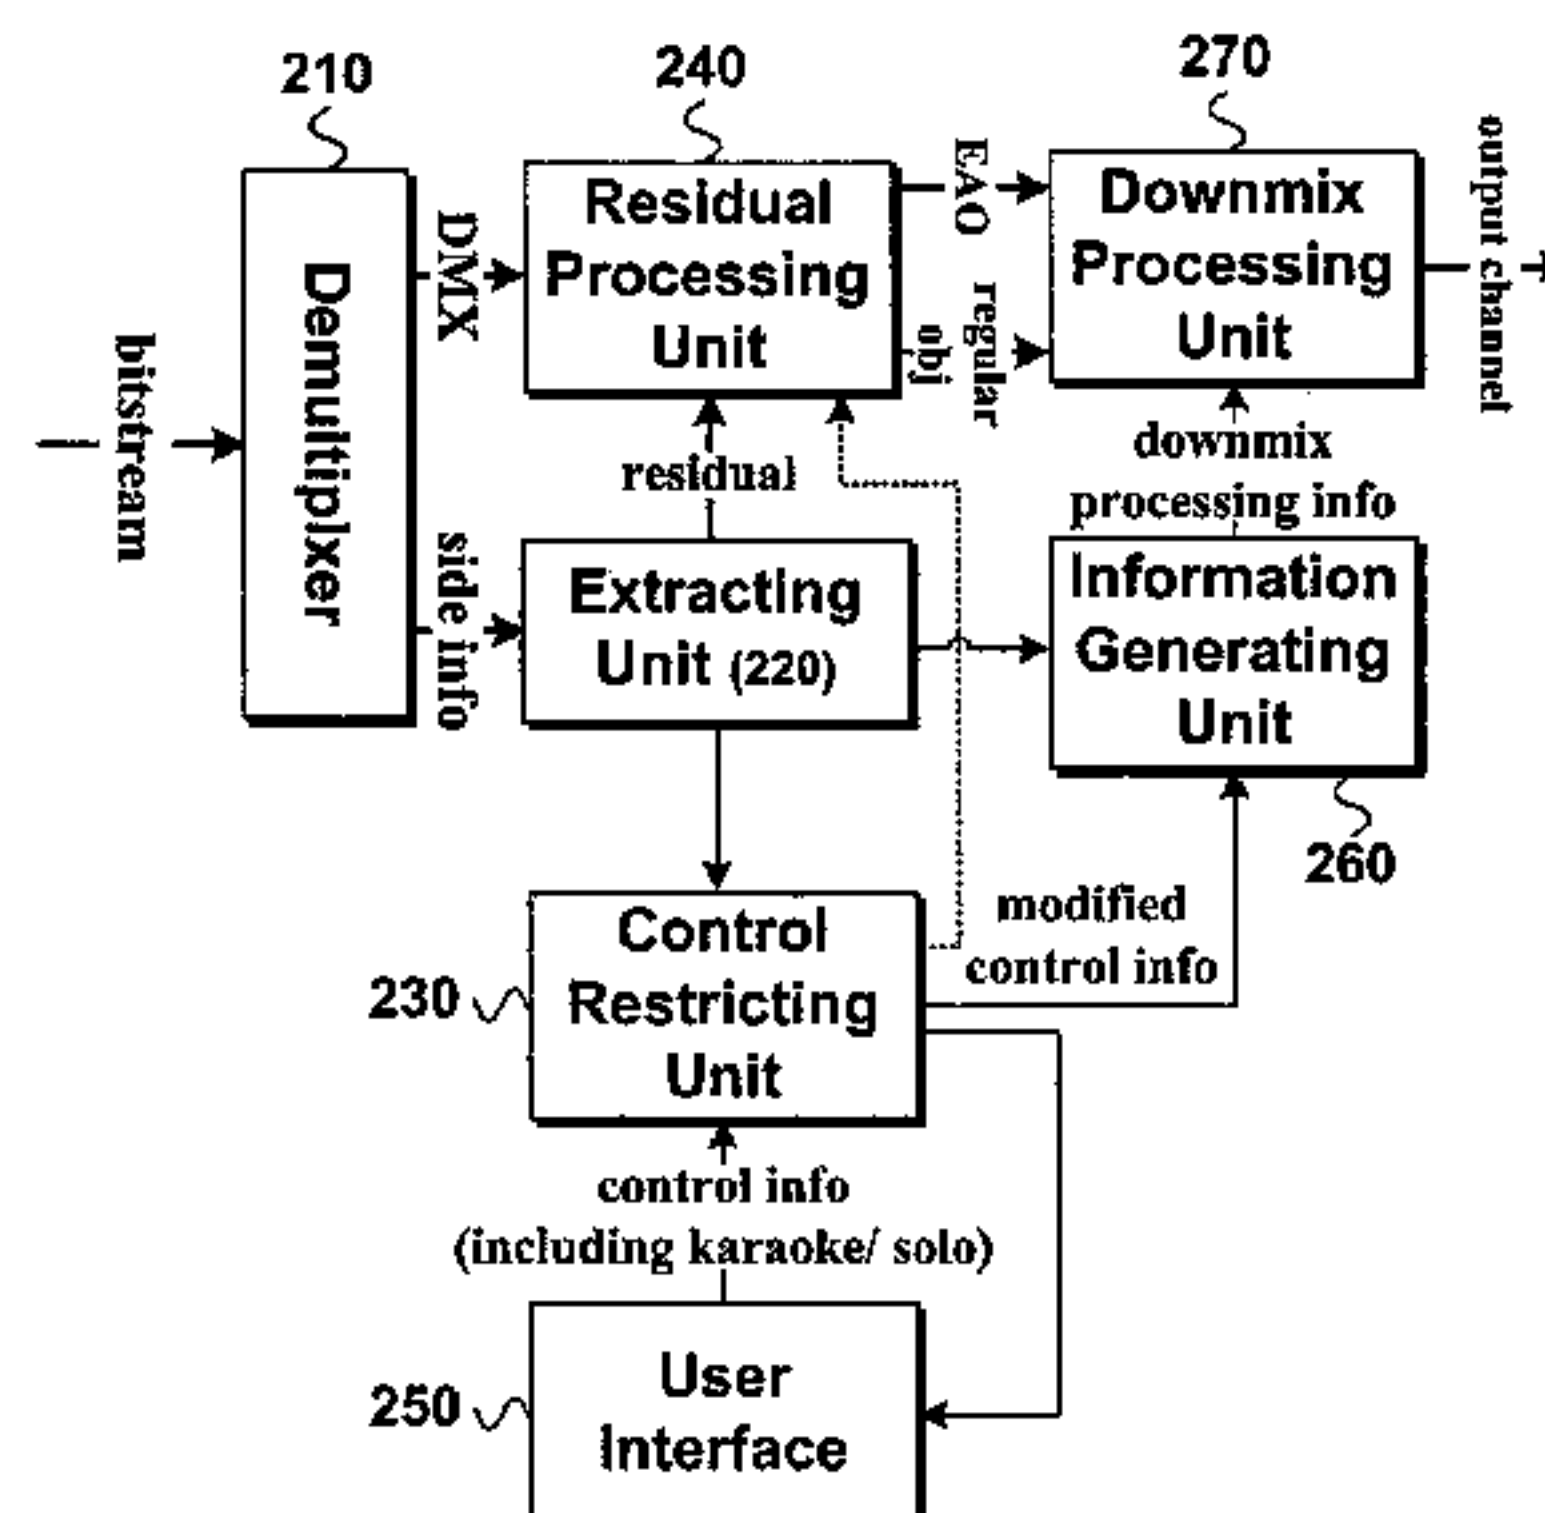 210
240
270
bitstream
Demultiplxer
DMX
side info
Residual
Processing
Unit
EAO
regular
obj
Downmix
Processing
Unit
output channel
residual
downmix
processing info
Extracting
Unit (220)
Information
Generating
Unit
260
230
Control
Restricting
Unit
modified
control info
control info
(including karaoke/ solo)
250
User
Interface